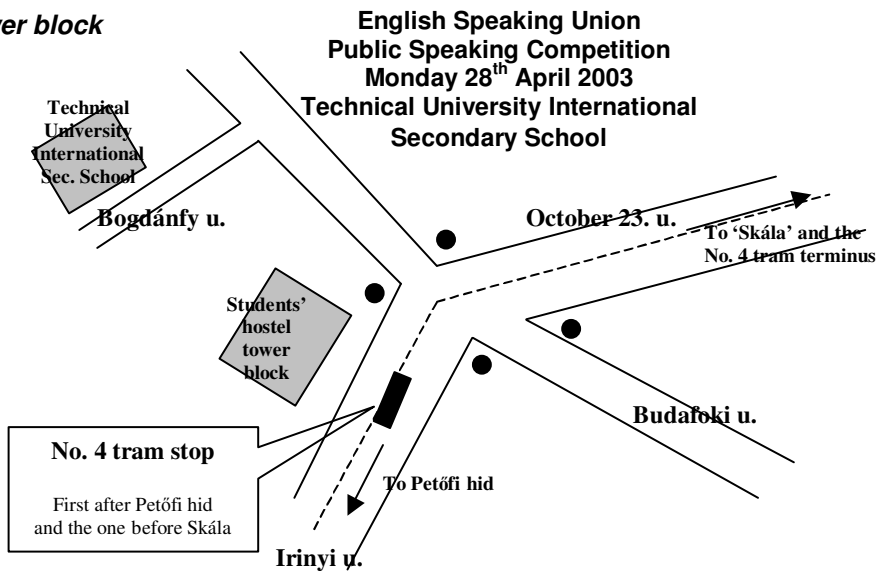 er block
English Speaking Union
Public Speaking Competition
Monday 28th April 2003
Technical University International
Secondary School
Technical
University
International
Sec. School
Bogdánfy u.
October 23. u.
To ‘Skála’ and the
No. 4 tram terminus
Students’
hostel
tower
block
Budafoki u.
No. 4 tram stop
First after Petőfi hid
and the one before Skála
To Petőfi hid
Irinyi u.